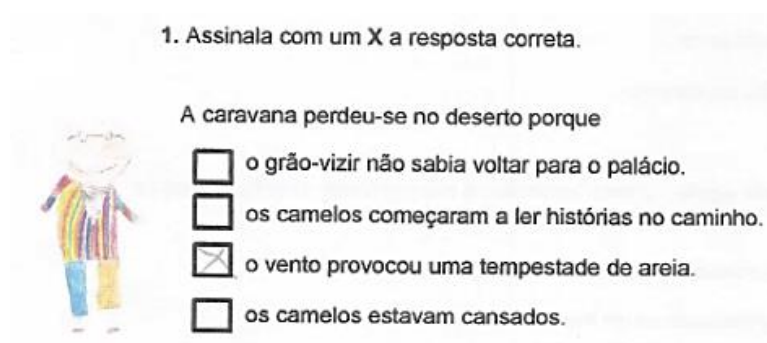 1. Assinala com um X a resposta correta.
A caravana perdeu-se no deserto porque
o grão-vizir não sabia voltar para o palácio.
os camelos começaram a ler histórias no caminho.
X o vento provocou uma tempestade de areia.
os camelos estavam cansados.